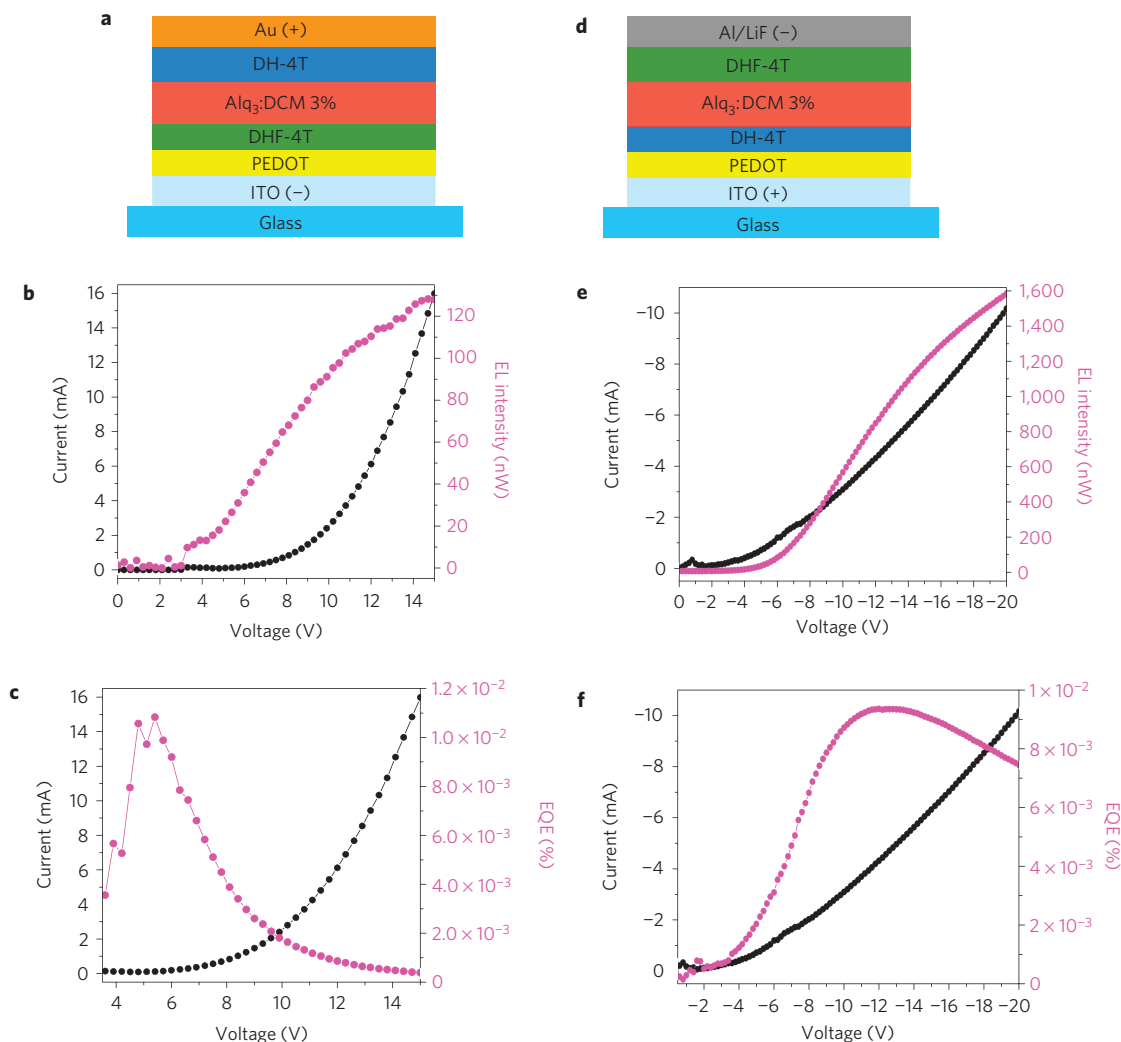 a
Au (+)
DH-4T
Alq₃:DCM 3%
DHF-4T
PEDOT
ITO (−)
Glass
d
Al/LiF (−)
DHF-4T
Alq₃:DCM 3%
DH-4T
PEDOT
ITO (+)
Glass
b
16
14
12
10
8
6
4
2
0
Current (mA)
120
100
80
60
40
20
0
EL intensity (nW)
0 2 4 6 8 10 12 14
Voltage (V)
e
−10
−8
−6
−4
−2
0
Current (mA)
1,600
1,400
1,200
1,000
800
600
400
200
0
EL intensity (nW)
0 −2 −4 −6 −8 −10 −12 −14 −16 −18 −20
Voltage (V)
c
16
14
12
10
8
6
4
2
0
Current (mA)
1.2 × 10⁻²
1.0 × 10⁻²
8.0 × 10⁻³
6.0 × 10⁻³
4.0 × 10⁻³
2.0 × 10⁻³
0
EQE (%)
4 6 8 10 12 14
Voltage (V)
f
−10
−8
−6
−4
−2
0
Current (mA)
1 × 10⁻²
8 × 10⁻³
6 × 10⁻³
4 × 10⁻³
2 × 10⁻³
0
EQE (%)
−2 −4 −6 −8 −10 −12 −14 −16 −18 −20
Voltage (V)